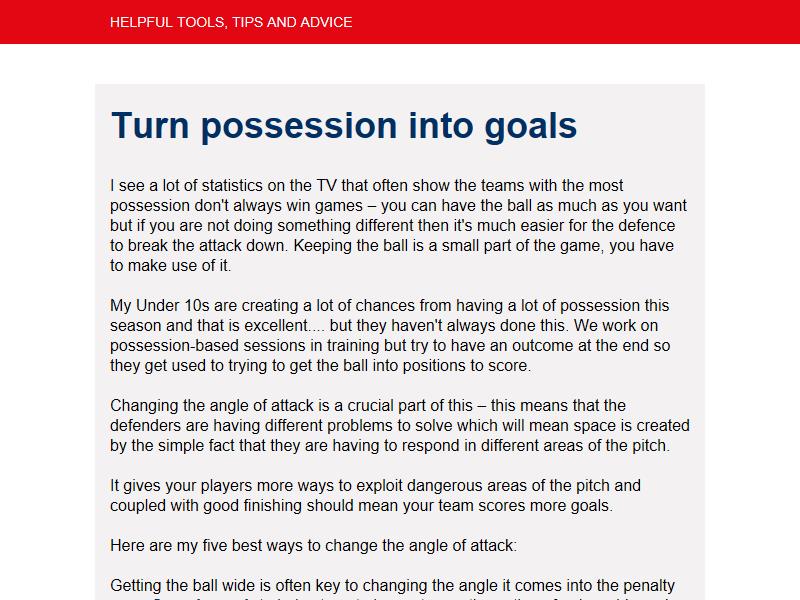 HELPFUL TOOLS, TIPS AND ADVICE
Turn possession into goals
I see a lot of statistics on the TV that often show the teams with the most
possession don't always win games – you can have the ball as much as you want
but if you are not doing something different then it's much easier for the defence
to break the attack down. Keeping the ball is a small part of the game, you have
to make use of it.
My Under 10s are creating a lot of chances from having a lot of possession this
season and that is excellent.... but they haven't always done this. We work on
possession-based sessions in training but try to have an outcome at the end so
they get used to trying to get the ball into positions to score.
Changing the angle of attack is a crucial part of this – this means that the
defenders are having different problems to solve which will mean space is created
by the simple fact that they are having to respond in different areas of the pitch.
It gives your players more ways to exploit dangerous areas of the pitch and
coupled with good finishing should mean your team scores more goals.
Here are my five best ways to change the angle of attack:
Getting the ball wide is often key to changing the angle it comes into the penalty